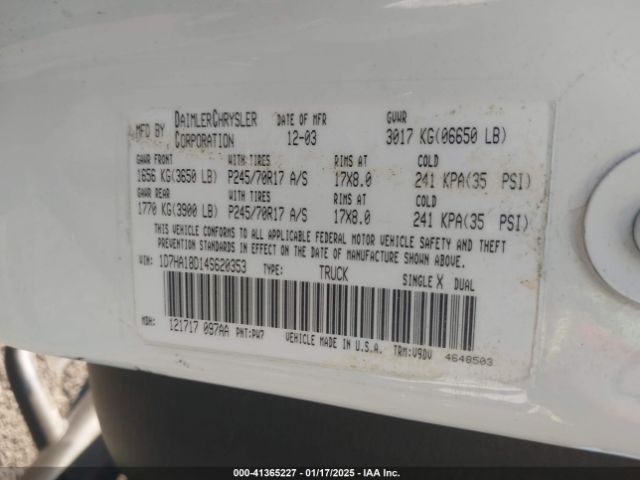 MFD BY DAIMLERCHRYSLER CORPORATION DATE OF MFR 12-03 GVWR 3017 KG(06650 LB)
GAWR FRONT WITH TIRES RIMS AT COLD
1656 KG(3650 LB) P245/70R17 A/S 17X8.0 241 KPA(35 PSI)
GAWR REAR WITH TIRES RIMS AT COLD
1770 KG(3900 LB) P245/70R17 A/S 17X8.0 241 KPA(35 PSI)
THIS VEHICLE CONFORMS TO ALL APPLICABLE FEDERAL MOTOR VEHICLE SAFETY AND THEFT
PREVENTION STANDARDS IN EFFECT ON THE DATE OF MANUFACTURE SHOWN ABOVE.
VIN: 1D7HA18D14S620353 TYPE: TRUCK SINGLE X DUAL
MDH: 121717 097AA PNT:PW7 VEHICLE MADE IN U.S.A. TRM:V9DV 4648503
000-41365227 - 01/17/2025 - IAA Inc.